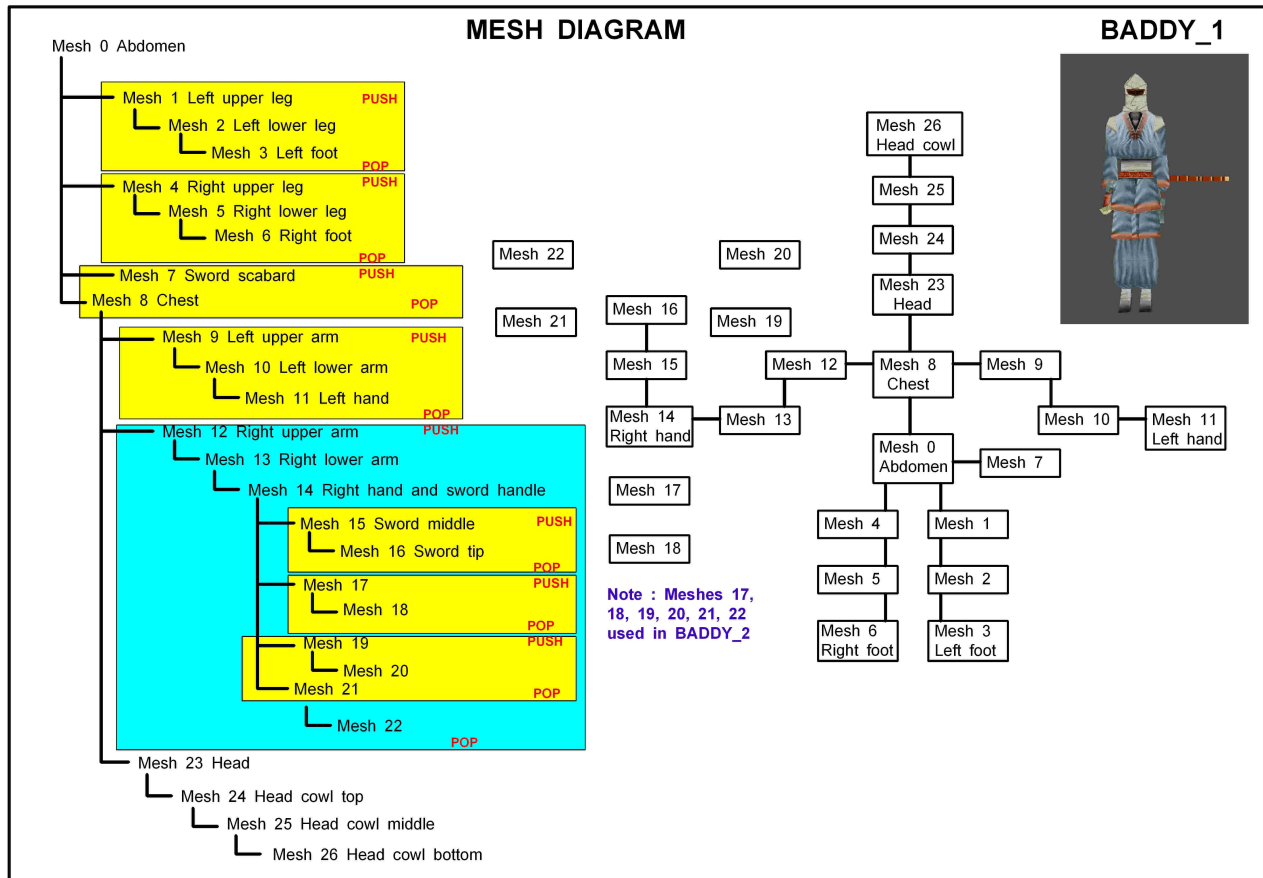 MESH DIAGRAM
BADDY_1
Mesh 0 Abdomen
Mesh 1 Left upper leg
PUSH
Mesh 2 Left lower leg
Mesh 3 Left foot
POP
Mesh 4 Right upper leg
PUSH
Mesh 5 Right lower leg
Mesh 6 Right foot
POP
Mesh 7 Sword scabard
PUSH
Mesh 8 Chest
POP
Mesh 9 Left upper arm
PUSH
Mesh 10 Left lower arm
Mesh 11 Left hand
POP
Mesh 12 Right upper arm
PUSH
Mesh 13 Right lower arm
Mesh 14 Right hand and sword handle
Mesh 15 Sword middle
PUSH
Mesh 16 Sword tip
POP
Mesh 17
PUSH
Mesh 18
POP
Mesh 19
PUSH
Mesh 20
Mesh 21
POP
Mesh 22
POP
Mesh 23 Head
Mesh 24 Head cowl top
Mesh 25 Head cowl middle
Mesh 26 Head cowl bottom
Mesh 22
Mesh 20
Mesh 21
Mesh 19
Mesh 16
Mesh 15
Mesh 14
Right hand
Mesh 13
Mesh 12
Mesh 17
Mesh 18
Note : Meshes 17,
18, 19, 20, 21, 22
used in BADDY_2
Mesh 26
Head cowl
Mesh 25
Mesh 24
Mesh 23
Head
Mesh 8
Chest
Mesh 9
Mesh 10
Mesh 11
Left hand
Mesh 0
Abdomen
Mesh 7
Mesh 4
Mesh 1
Mesh 5
Mesh 2
Mesh 6
Right foot
Mesh 3
Left foot